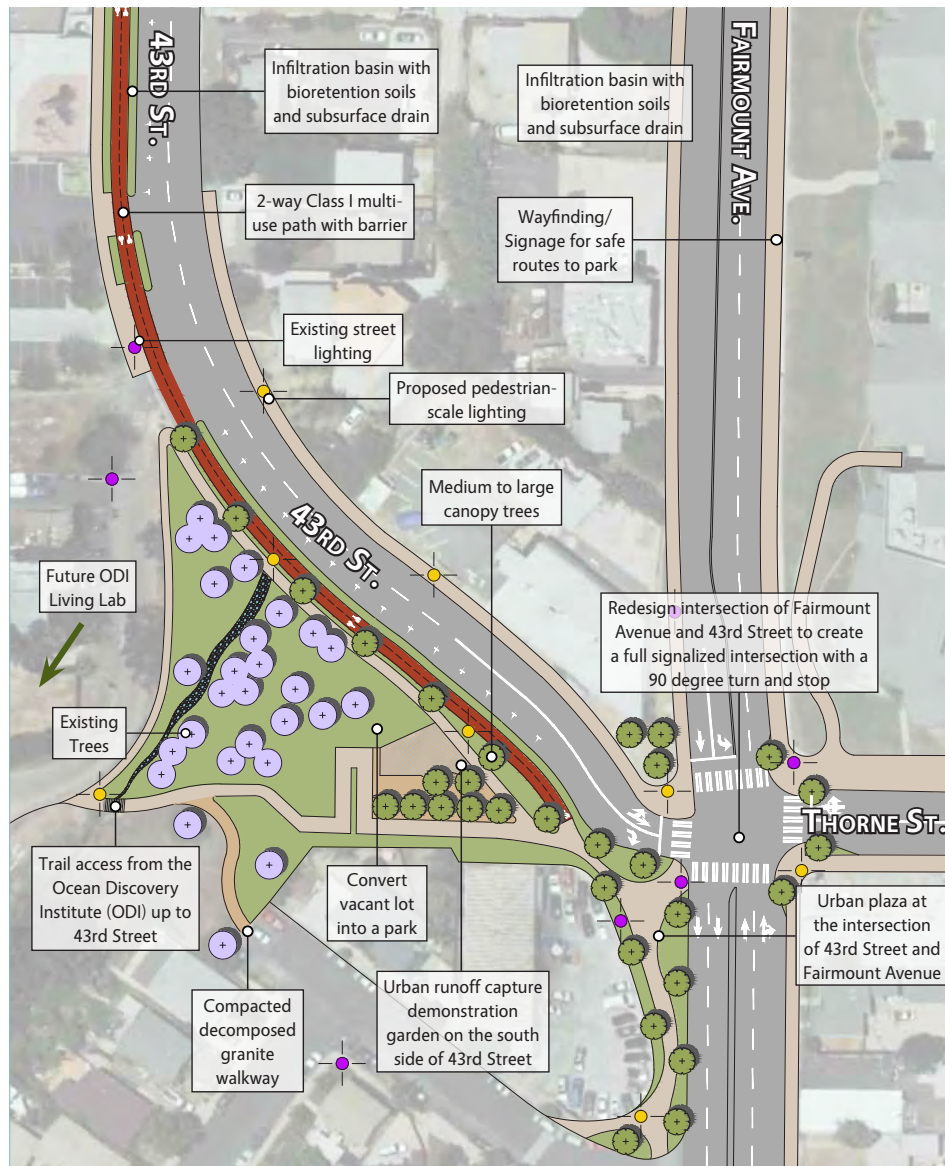 43RD ST.
Infiltration basin with
bioretention soils
and subsurface drain
Infiltration basin with
bioretention soils
and subsurface drain
FAIRMOUNT AVE.
2-way Class I multi-
use path with barrier
Wayfinding/
Signage for safe
routes to park
Existing street
lighting
Proposed pedestrian-
scale lighting
Medium to large
canopy trees
43RD ST.
Future ODI
Living Lab
Redesign intersection of Fairmount
Avenue and 43rd Street to create
a full signalized intersection with a
90 degree turn and stop
Existing
Trees
THORNE ST.
Trail access from the
Ocean Discovery
Institute (ODI) up to
43rd Street
Convert
vacant lot
into a park
Urban plaza at
the intersection
of 43rd Street and
Fairmount Avenue
Compacted
decomposed
granite
walkway
Urban runoff capture
demonstration
garden on the south
side of 43rd Street